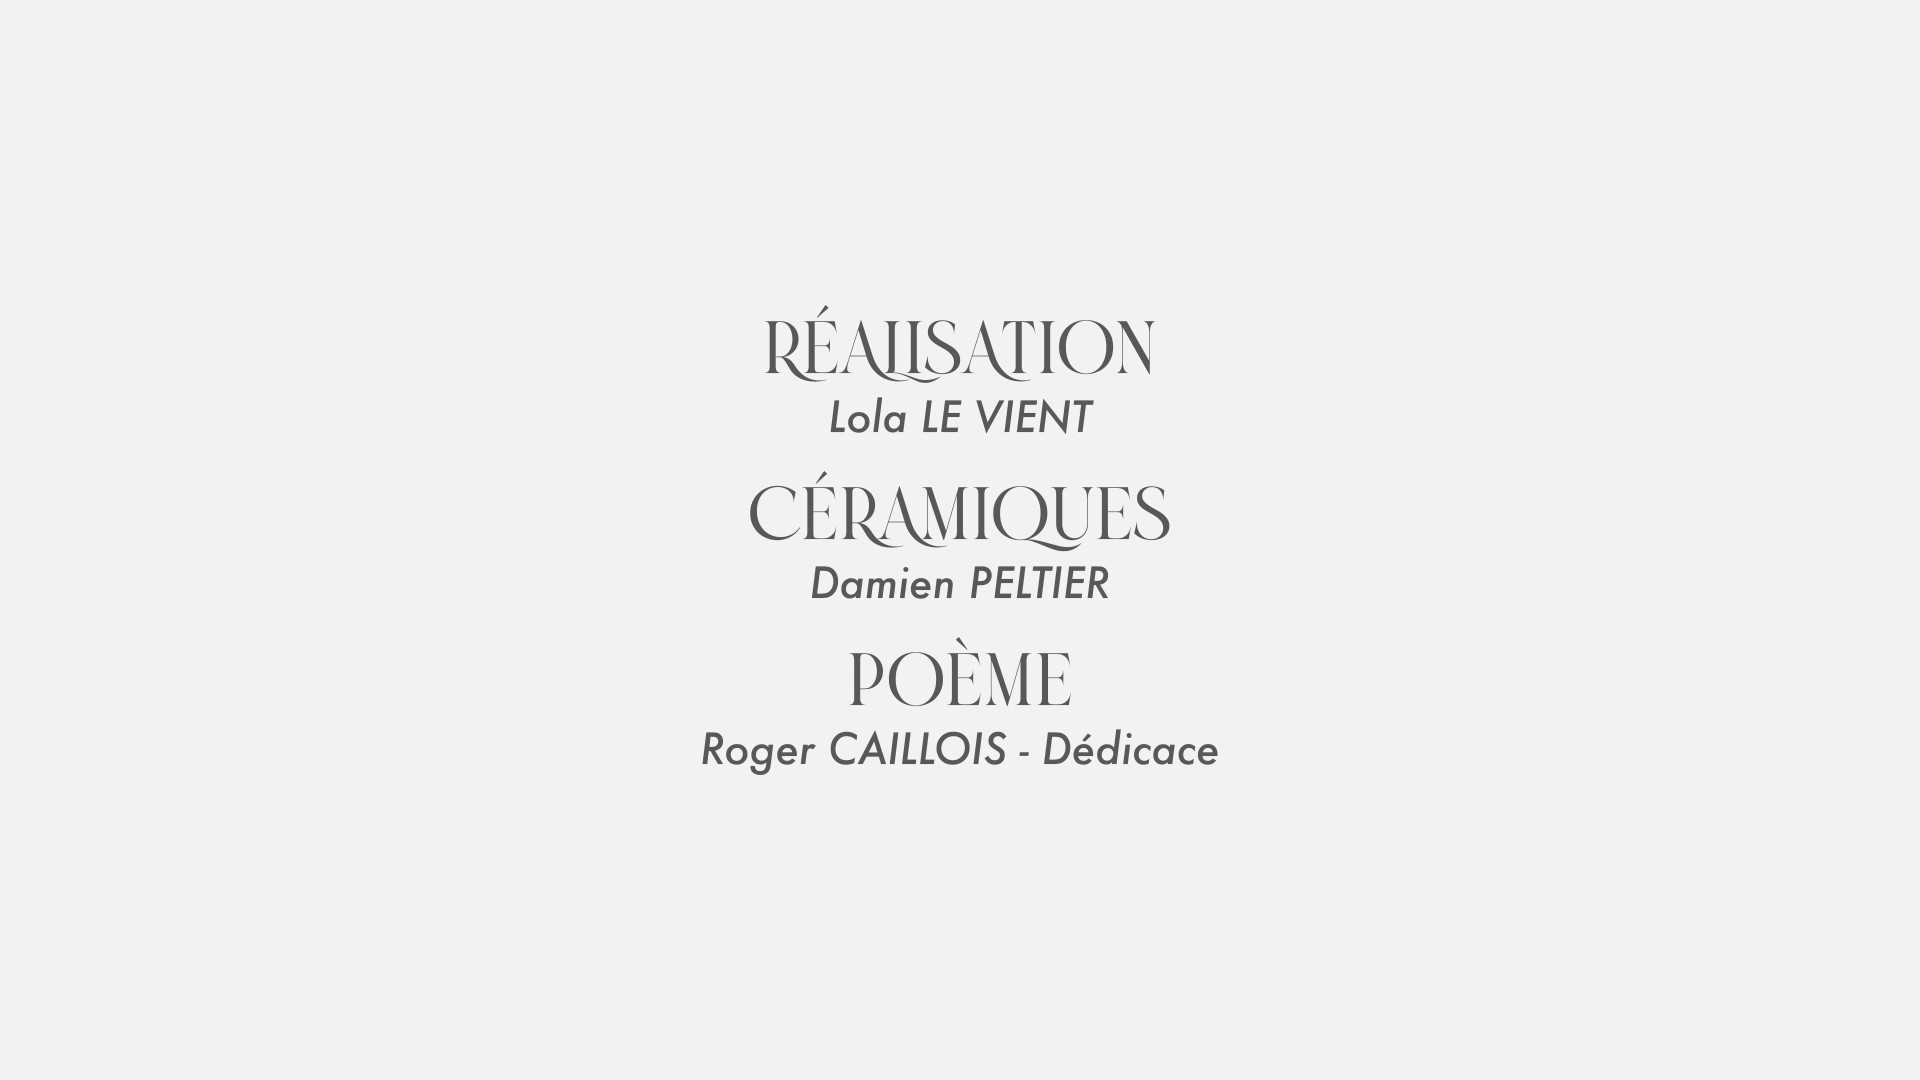 RÉALISATION
Lola LE VIENT
CÉRAMIQUES
Damien PELTIER
POÈME
Roger CAILLOIS - Dédicace